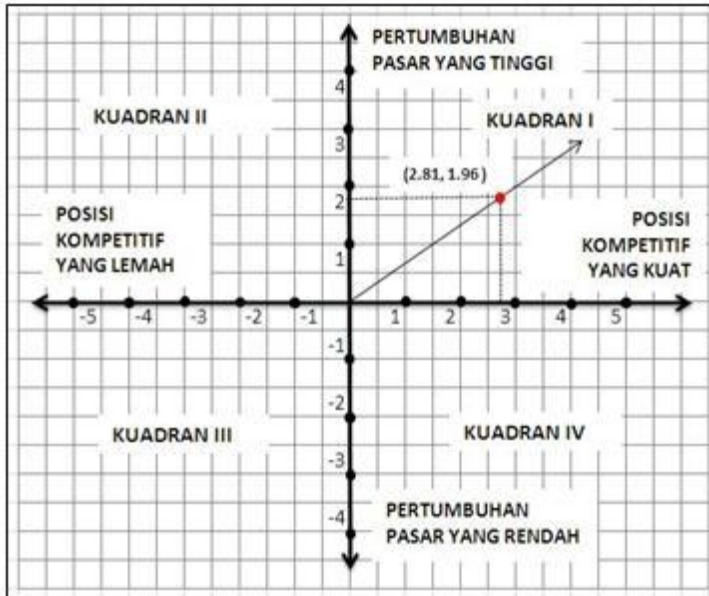 PERTUMBUHAN
PASAR YANG TINGGI
4
KUADRAN II
KUADRAN I
3
(2.81, 1.96)
2
POSISI
KOMPETITIF
YANG LEMAH
POSISI
KOMPETITIF
YANG KUAT
1
-5 -4 -3 -2 -1 1 2 3 4 5
-1
-2
KUADRAN III
KUADRAN IV
-3
PERTUMBUHAN
PASAR YANG RENDAH
-4